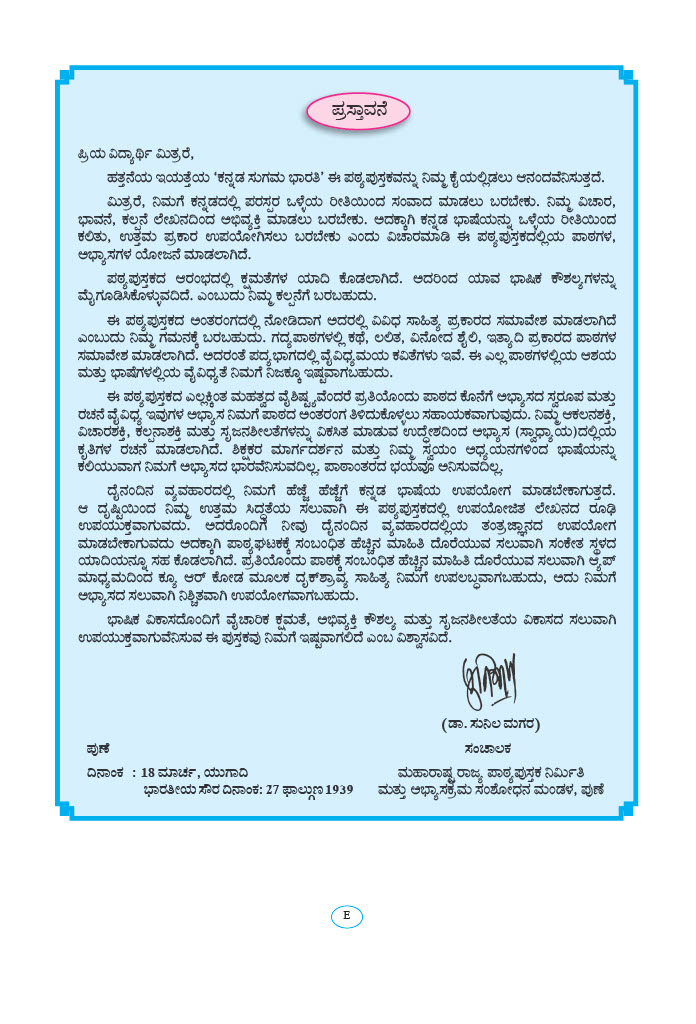 ಪ್ರಸ್ತಾವನೆ
ಪ್ರಿಯ ವಿದ್ಯಾರ್ಥಿ ಮಿತ್ರರೆ,
ಹತ್ತನೆಯ ಇಯತ್ತೆಯ ‘ಕನ್ನಡ ಸುಗಮ ಭಾರತಿ’ ಈ ಪಠ್ಯಪುಸ್ತಕವನ್ನು ನಿಮ್ಮ ಕೈಯಲ್ಲಿಡಲು ಆನಂದವೆನಿಸುತ್ತದೆ.
ಮಿತ್ರರೆ, ನಿಮಗೆ ಕನ್ನಡದಲ್ಲಿ ಪರಸ್ಪರ ಒಳ್ಳೆಯ ರೀತಿಯಿಂದ ಸಂವಾದ ಮಾಡಲು ಬರಬೇಕು. ನಿಮ್ಮ ವಿಚಾರ,
ಭಾವನೆ, ಕಲ್ಪನೆ ಲೇಖನದಿಂದ ಅಭಿವ್ಯಕ್ತಿ ಮಾಡಲು ಬರಬೇಕು. ಅದಕ್ಕಾಗಿ ಕನ್ನಡ ಭಾಷೆಯನ್ನು ಒಳ್ಳೆಯ ರೀತಿಯಿಂದ
ಕಲಿತು, ಉತ್ತಮ ಪ್ರಕಾರ ಉಪಯೋಗಿಸಲು ಬರಬೇಕು ಎಂದು ವಿಚಾರಮಾಡಿ ಈ ಪಠ್ಯಪುಸ್ತಕದಲ್ಲಿಯ ಪಾಠಗಳ,
ಅಭ್ಯಾಸಗಳ ಯೋಜನೆ ಮಾಡಲಾಗಿದೆ.
ಪಠ್ಯಪುಸ್ತಕದ ಆರಂಭದಲ್ಲಿ ಕ್ಷಮತೆಗಳ ಯಾದಿ ಕೊಡಲಾಗಿದೆ. ಅದರಿಂದ ಯಾವ ಭಾಷಿಕ ಕೌಶಲ್ಯಗಳನ್ನು
ಮೈಗೂಡಿಸಿಕೊಳ್ಳುವದಿದೆ. ಎಂಬುದು ನಿಮ್ಮ ಕಲ್ಪನೆಗೆ ಬರಬಹುದು.
ಈ ಪಠ್ಯಪುಸ್ತಕದ ಅಂತರಂಗದಲ್ಲಿ ನೋಡಿದಾಗ ಅದರಲ್ಲಿ ವಿವಿಧ ಸಾಹಿತ್ಯ ಪ್ರಕಾರದ ಸಮಾವೇಶ ಮಾಡಲಾಗಿದೆ
ಎಂಬುದು ನಿಮ್ಮ ಗಮನಕ್ಕೆ ಬರಬಹುದು. ಗದ್ಯಪಾಠಗಳಲ್ಲಿ ಕಥೆ, ಲಲಿತ, ವಿನೋದ ಶೈಲಿ, ಇತ್ಯಾದಿ ಪ್ರಕಾರದ ಪಾಠಗಳ
ಸಮಾವೇಶ ಮಾಡಲಾಗಿದೆ. ಅದರಂತೆ ಪದ್ಯಭಾಗದಲ್ಲಿ ವೈವಿಧ್ಯಮಯ ಕವಿತೆಗಳು ಇವೆ. ಈ ಎಲ್ಲ ಪಾಠಗಳಲ್ಲಿಯ ಆಶಯ
ಮತ್ತು ಭಾಷೆಗಳಲ್ಲಿಯ ವೈವಿಧ್ಯತೆ ನಿಮಗೆ ನಿಜಕ್ಕೂ ಇಷ್ಟವಾಗಬಹುದು.
ಈ ಪಠ್ಯಪುಸ್ತಕದ ಎಲ್ಲಕ್ಕಿಂತ ಮಹತ್ವದ ವೈಶಿಷ್ಟ್ಯವೆಂದರೆ ಪ್ರತಿಯೊಂದು ಪಾಠದ ಕೊನೆಗೆ ಅಭ್ಯಾಸದ ಸ್ವರೂಪ ಮತ್ತು
ರಚನೆ ವೈವಿಧ್ಯ ಇವುಗಳ ಅಭ್ಯಾಸ ನಿಮಗೆ ಪಾಠದ ಅಂತರಂಗ ತಿಳಿದುಕೊಳ್ಳಲು ಸಹಾಯಕವಾಗುವುದು. ನಿಮ್ಮ ಆಕಲನಶಕ್ತಿ,
ವಿಚಾರಶಕ್ತಿ, ಕಲ್ಪನಾಶಕ್ತಿ ಮತ್ತು ಸೃಜನಶೀಲತೆಗಳನ್ನು ವಿಕಸಿತ ಮಾಡುವ ಉದ್ದೇಶದಿಂದ ಅಭ್ಯಾಸ (ಸ್ವಾಧ್ಯಾಯ)ದಲ್ಲಿಯ
ಕೃತಿಗಳ ರಚನೆ ಮಾಡಲಾಗಿದೆ. ಶಿಕ್ಷಕರ ಮಾರ್ಗದರ್ಶನ ಮತ್ತು ನಿಮ್ಮ ಸ್ವಯಂ ಅಧ್ಯಯನಗಳಿಂದ ಭಾಷೆಯನ್ನು
ಕಲಿಯುವಾಗ ನಿಮಗೆ ಅಭ್ಯಾಸದ ಭಾರವೆನಿಸುವದಿಲ್ಲ. ಪಾಠಾಂತರದ ಭಯವೂ ಅನಿಸುವದಿಲ್ಲ.
ದೈನಂದಿನ ವ್ಯವಹಾರದಲ್ಲಿ ನಿಮಗೆ ಹೆಜ್ಜೆ ಹೆಜ್ಜೆಗೆ ಕನ್ನಡ ಭಾಷೆಯ ಉಪಯೋಗ ಮಾಡಬೇಕಾಗುತ್ತದೆ.
ಆ ದೃಷ್ಟಿಯಿಂದ ನಿಮ್ಮ ಉತ್ತಮ ಸಿದ್ಧತೆಯ ಸಲುವಾಗಿ ಈ ಪಠ್ಯಪುಸ್ತಕದಲ್ಲಿ ಉಪಯೋಜಿತ ಲೇಖನದ ರೂಢಿ
ಉಪಯುಕ್ತವಾಗುವದು. ಅದರೊಂದಿಗೆ ನೀವು ದೈನಂದಿನ ವ್ಯವಹಾರದಲ್ಲಿಯ ತಂತ್ರಜ್ಞಾನದ ಉಪಯೋಗ
ಮಾಡಬೇಕಾಗುವದು ಅದಕ್ಕಾಗಿ ಪಾಠ್ಯಘಟಕಕ್ಕೆ ಸಂಬಂಧಿತ ಹೆಚ್ಚಿನ ಮಾಹಿತಿ ದೊರೆಯುವ ಸಲುವಾಗಿ ಸಂಕೇತ ಸ್ಥಳದ
ಯಾದಿಯನ್ನೂ ಸಹ ಕೊಡಲಾಗಿದೆ. ಪ್ರತಿಯೊಂದು ಪಾಠಕ್ಕೆ ಸಂಬಂಧಿತ ಹೆಚ್ಚಿನ ಮಾಹಿತಿ ದೊರೆಯುವ ಸಲುವಾಗಿ ಆ್ಯಪ್
ಮಾಧ್ಯಮದಿಂದ ಕ್ಯೂ ಆರ್ ಕೋಡ ಮೂಲಕ ದೃಕ್‌ಶ್ರಾವ್ಯ ಸಾಹಿತ್ಯ ನಿಮಗೆ ಉಪಲಬ್ಧವಾಗಬಹುದು, ಅದು ನಿಮಗೆ
ಅಭ್ಯಾಸದ ಸಲುವಾಗಿ ನಿಶ್ಚಿತವಾಗಿ ಉಪಯೋಗವಾಗಬಹುದು.
ಭಾಷಿಕ ವಿಕಾಸದೊಂದಿಗೆ ವೈಚಾರಿಕ ಕ್ಷಮತೆ, ಅಭಿವ್ಯಕ್ತಿ ಕೌಶಲ್ಯ ಮತ್ತು ಸೃಜನಶೀಲತೆಯ ವಿಕಾಸದ ಸಲುವಾಗಿ
ಉಪಯುಕ್ತವಾಗುವೆನಿಸುವ ಈ ಪುಸ್ತಕವು ನಿಮಗೆ ಇಷ್ಟವಾಗಲಿದೆ ಎಂಬ ವಿಶ್ವಾಸವಿದೆ.
(ಡಾ. ಸುನಿಲ ಮಗರ)
ಪುಣೆ ಸಂಚಾಲಕ
ದಿನಾಂಕ : 18 ಮಾರ್ಚ, ಯುಗಾದಿ ಮಹಾರಾಷ್ಟ್ರ ರಾಜ್ಯ ಪಾಠ್ಯಪುಸ್ತಕ ನಿರ್ಮಿತಿ
ಭಾರತೀಯ ಸೌರ ದಿನಾಂಕ: 27 ಫಾಲ್ಗುಣ 1939 ಮತ್ತು ಅಭ್ಯಾಸಕ್ರಮ ಸಂಶೋಧನ ಮಂಡಳ, ಪುಣೆ
E